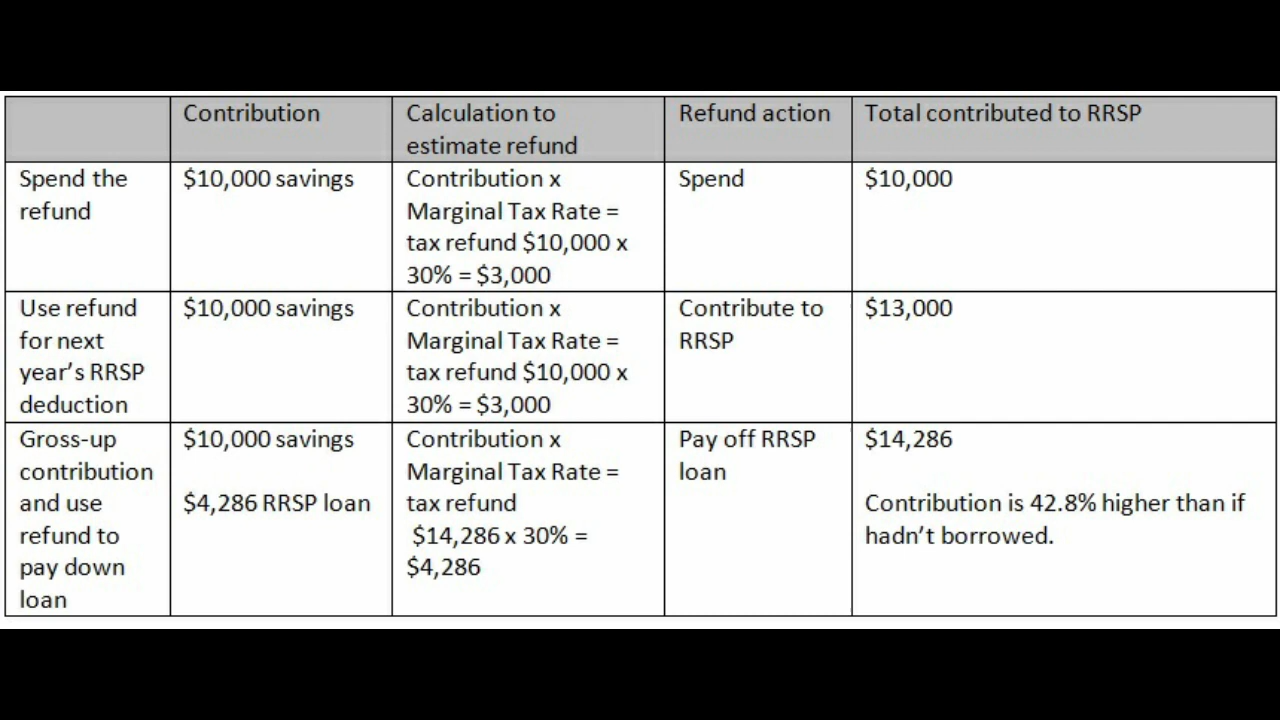 Contribution
Calculation to
estimate refund
Refund action
Total contributed to RRSP
Spend the
refund
$10,000 savings
Contribution x
Marginal Tax Rate =
tax refund $10,000 x
30% = $3,000
Spend
$10,000
Use refund
for next
year's RRSP
deduction
$10,000 savings
Contribution x
Marginal Tax Rate =
tax refund $10,000 x
30% = $3,000
Contribute to
RRSP
$13,000
Gross-up
contribution
and use
refund to
pay down
loan
$10,000 savings
$4,286 RRSP loan
Contribution x
Marginal Tax Rate =
tax refund
$14,286 x 30% =
$4,286
Pay off RRSP
loan
$14,286
Contribution is 42.8% higher than if
hadn't borrowed.